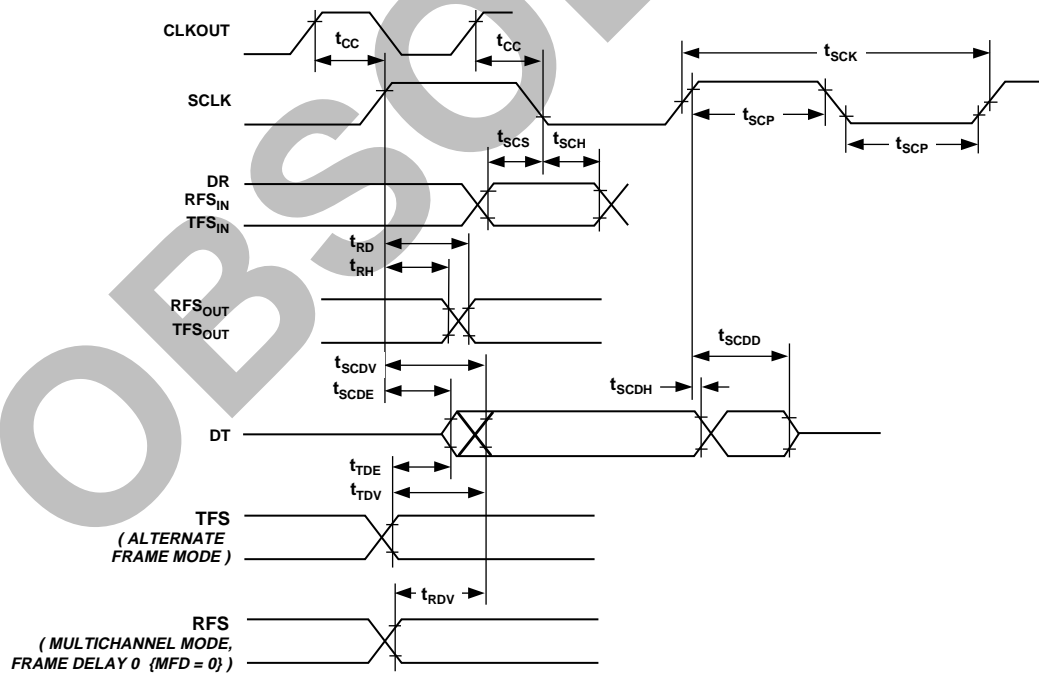 CLKOUT
tCC
tCC
tSCK
SCLK
tSCP
tSCP
tSCS
tSCH
DR
RFSIN
TFSIN
tRD
tRH
RFSOUT
TFSOUT
tSCDV
tSCDE
tSCDD
tSCDH
DT
tTDE
tTDV
TFS
( ALTERNATE
FRAME MODE )
tRDV
RFS
( MULTICHANNEL MODE,
FRAME DELAY 0 {MFD = 0} )
OBSO